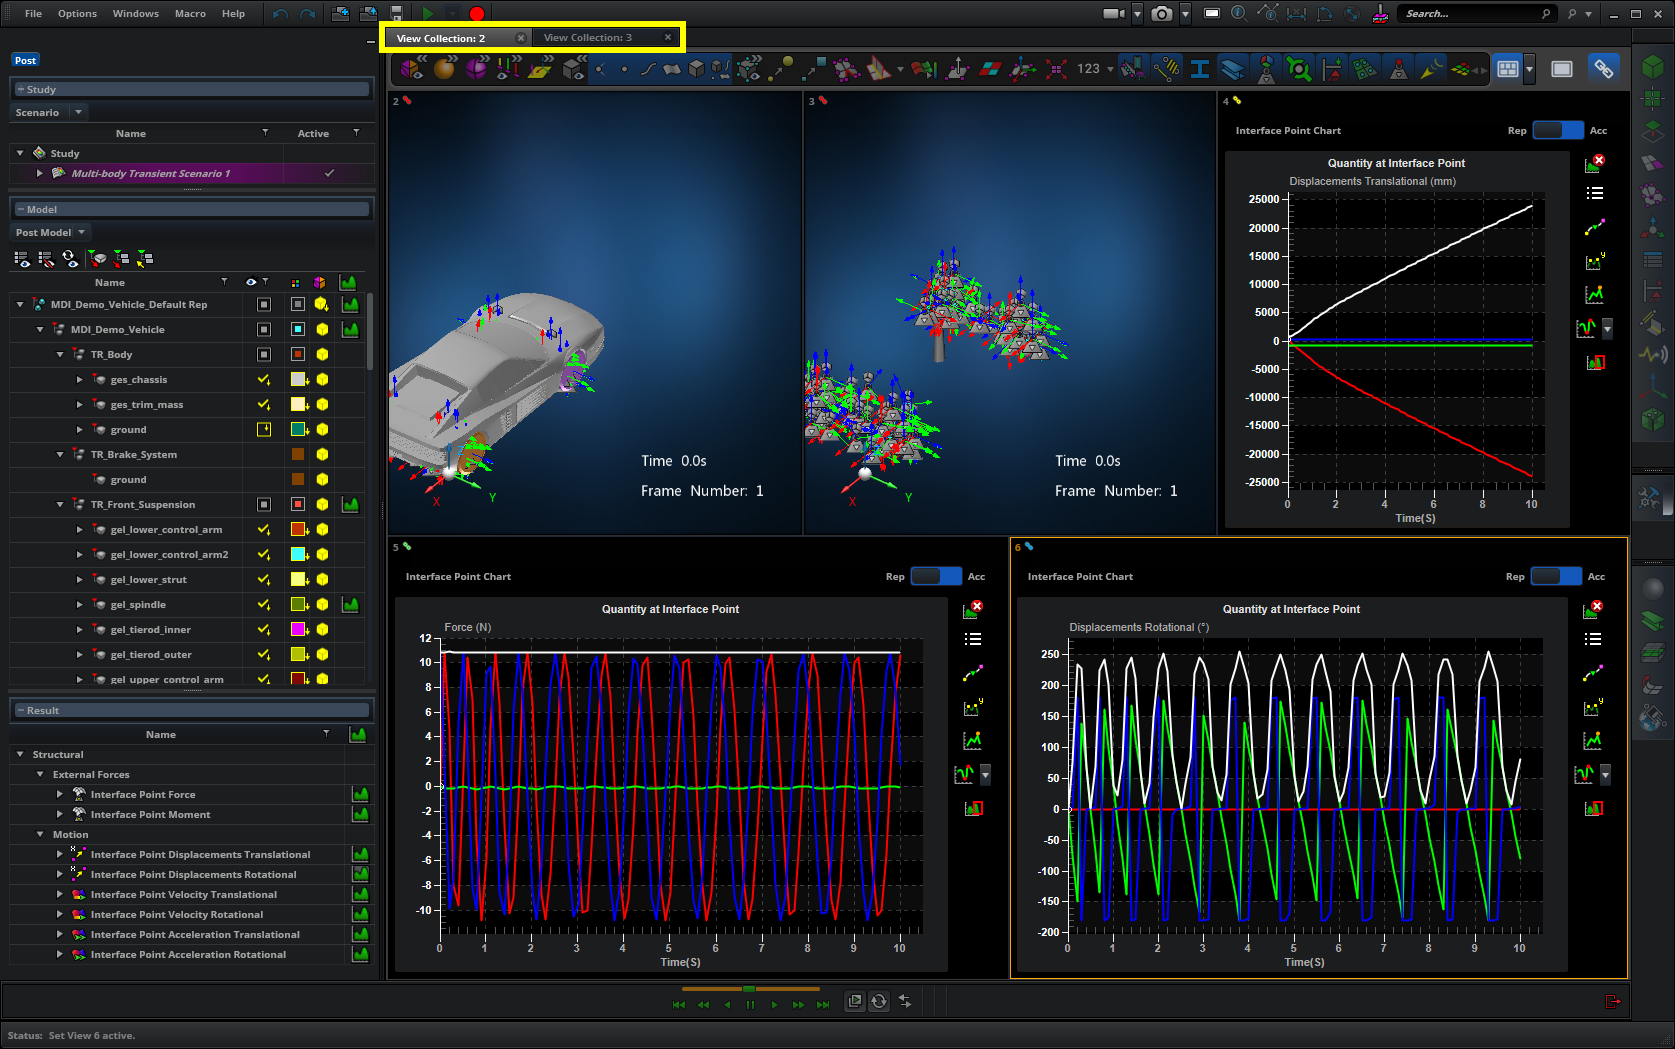 File Options Windows Macro Help
Search...
View Collection: 2
View Collection: 3
123
Post
Study
Scenario
Name Active
Study
Multi-body Transient Scenario 1
Model
Post Model
Name
MDI_Demo_Vehicle_Default Rep
MDI_Demo_Vehicle
TR_Body
ges_chassis
ges_trim_mass
ground
TR_Brake_System
ground
TR_Front_Suspension
gel_lower_control_arm
gel_lower_control_arm2
gel_lower_strut
gel_spindle
gel_tierod_inner
gel_tierod_outer
gel_upper_control_arm
Result
Name
Structural
External Forces
Interface Point Force
Interface Point Moment
Motion
Interface Point Displacements Translational
Interface Point Displacements Rotational
Interface Point Velocity Translational
Interface Point Velocity Rotational
Interface Point Acceleration Translational
Interface Point Acceleration Rotational
2
Time 0.0s
Frame Number: 1
X
Y
Z
3
Time 0.0s
Frame Number: 1
X
Y
4
Interface Point Chart
Rep Acc
Quantity at Interface Point
Displacements Translational (mm)
25000
20000
15000
10000
5000
0
-5000
-10000
-15000
-20000
-25000
0 2 4 6 8 10
Time(S)
5
Interface Point Chart
Rep Acc
Quantity at Interface Point
Force (N)
12
10
8
6
4
2
0
-2
-4
-6
-8
-10
0 1 2 3 4 5 6 7 8 9 10
Time(S)
6
Interface Point Chart
Rep Acc
Quantity at Interface Point
Displacements Rotational (°)
250
200
150
100
50
0
-50
-100
-150
-200
0 1 2 3 4 5 6 7 8 9 10
Time(S)
Status: Set View 6 active.